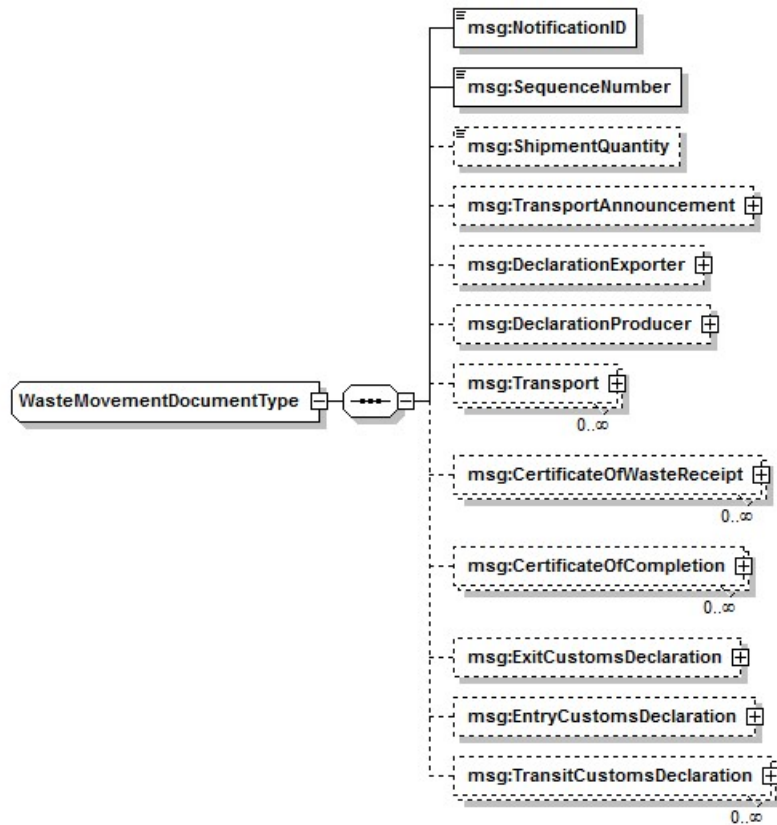 msg:NotificationID
msg:SequenceNumber
msg:ShipmentQuantity
msg:TransportAnnouncement
msg:DeclarationExporter
msg:DeclarationProducer
WasteMovementDocumentType
msg:Transport
0..∞
msg:CertificateOfWasteReceipt
0..∞
msg:CertificateOfCompletion
0..∞
msg:ExitCustomsDeclaration
msg:EntryCustomsDeclaration
msg:TransitCustomsDeclaration
0..∞